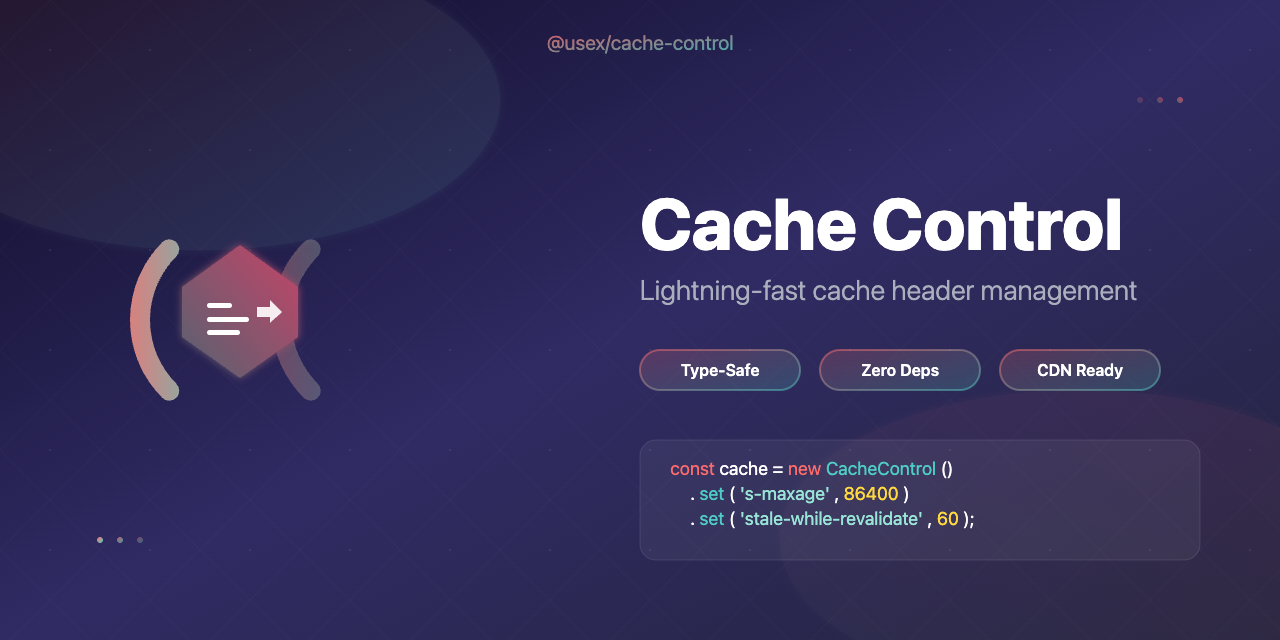 @usex/cache-control
Cache Control
Lightning-fast cache header management
Type-Safe
Zero Deps
CDN Ready
const cache = new CacheControl ()
. set ( 's-maxage' , 86400 )
. set ( 'stale-while-revalidate' , 60 );